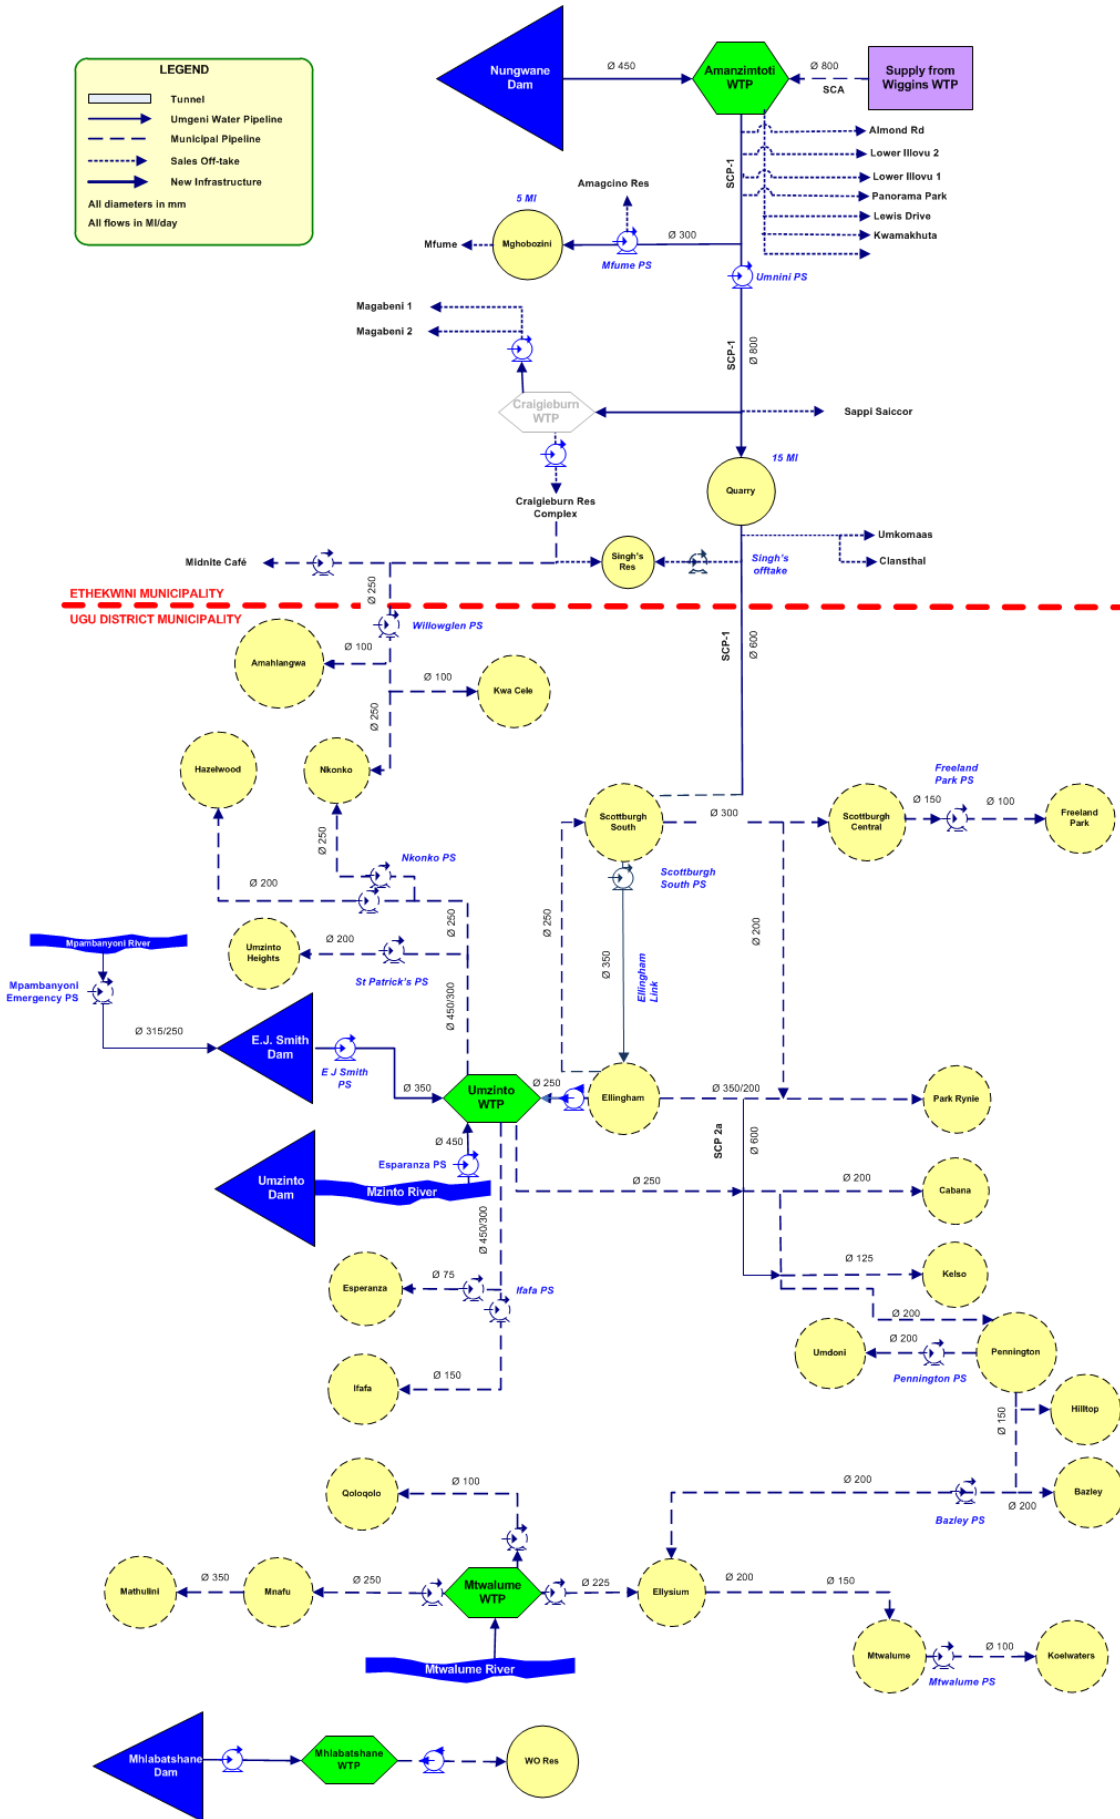 LEGEND
Tunnel
Umgeni Water Pipeline
Municipal Pipeline
Sales Off-take
New Infrastructure
All diameters in mm
All flows in Ml/day
Nungwane
Dam
Ø 450
Amanzimtoti
WTP
Ø 800
SCA
Supply from
Wiggins WTP
Almond Rd
Lower Illovu 2
Lower Illovu 1
Panorama Park
Lewis Drive
Kwamakhuta
SCP-1
Amagcino Res
5 Ml
Mfume
Mghobozini
Mfume PS
Ø 300
Umnini PS
Magabeni 1
Magabeni 2
SCP-1
Ø 800
Craigieburn
WTP
Sappi Saiccor
15 Ml
Quarry
Craigieburn Res
Complex
Umkomaas
Clansthal
Midnite Café
Singh's
Res
Singh's
offtake
Ø 250
ETHEKWINI MUNICIPALITY
UGU DISTRICT MUNICIPALITY
Willowglen PS
SCP-1
Ø 600
Amahlangwa
Ø 100
Ø 100
Kwa Cele
Ø 250
Hazelwood
Nkonko
Freeland
Park PS
Scottburgh
South
Ø 300
Scottburgh
Central
Ø 150
Ø 100
Freeland
Park
Ø 250
Nkonko PS
Scottburgh
South PS
Ø 200
Ø 250
Ø 250
Ø 200
Mpambanyoni River
Umzinto
Heights
Ø 200
St Patrick's PS
Ø 350
Ellingham
Link
Mpambanyoni
Emergency PS
Ø 450/300
Ø 315/250
E.J. Smith
Dam
E J Smith
PS
Ø 350
Umzinto
WTP
Ø 250
Ellingham
Ø 350/200
Park Rynie
Ø 450
SCP 2a
Ø 600
Esparanza PS
Umzinto
Dam
Mzinto River
Ø 250
Ø 200
Cabana
Ø 450/300
Ø 125
Kelso
Esperanza
Ø 75
Ifafa PS
Ø 200
Umdoni
Ø 200
Pennington
Pennington PS
Ifafa
Ø 150
Ø 150
Hilltop
Qoloqolo
Ø 100
Ø 200
Bazley PS
Ø 200
Bazley
Mathulini
Ø 350
Mnafu
Ø 250
Mtwalume
WTP
Ø 225
Ellysium
Ø 200
Ø 150
Mtwalume River
Mtwalume
Mtwalume PS
Ø 100
Koelwaters
Mhlabatshane
Dam
Mhlabatshane
WTP
WO Res